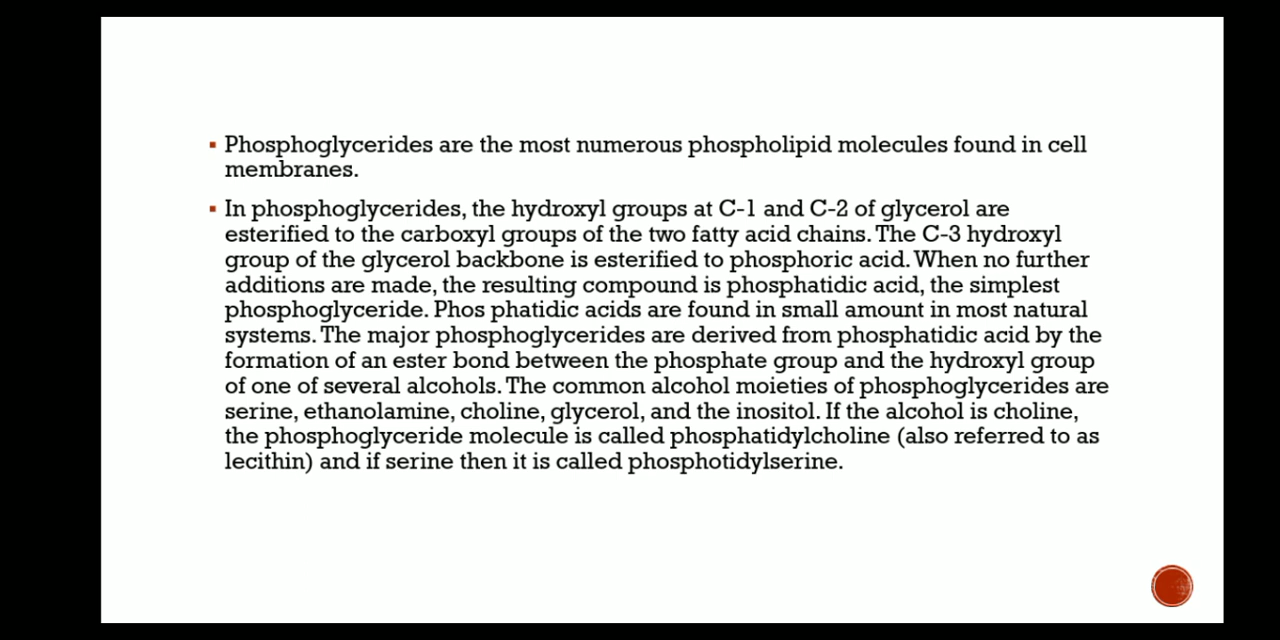 Phosphoglycerides are the most numerous phospholipid molecules found in cell
membranes.
In phosphoglycerides, the hydroxyl groups at C-1 and C-2 of glycerol are
esterified to the carboxyl groups of the two fatty acid chains. The C-3 hydroxyl
group of the glycerol backbone is esterified to phosphoric acid. When no further
additions are made, the resulting compound is phosphatidic acid, the simplest
phosphoglyceride. Phos phatidic acids are found in small amount in most natural
systems. The major phosphoglycerides are derived from phosphatidic acid by the
formation of an ester bond between the phosphate group and the hydroxyl group
of one of several alcohols. The common alcohol moieties of phosphoglycerides are
serine, ethanolamine, choline, glycerol, and the inositol. If the alcohol is choline,
the phosphoglyceride molecule is called phosphatidylcholine (also referred to as
lecithin) and if serine then it is called phosphotidylserine.